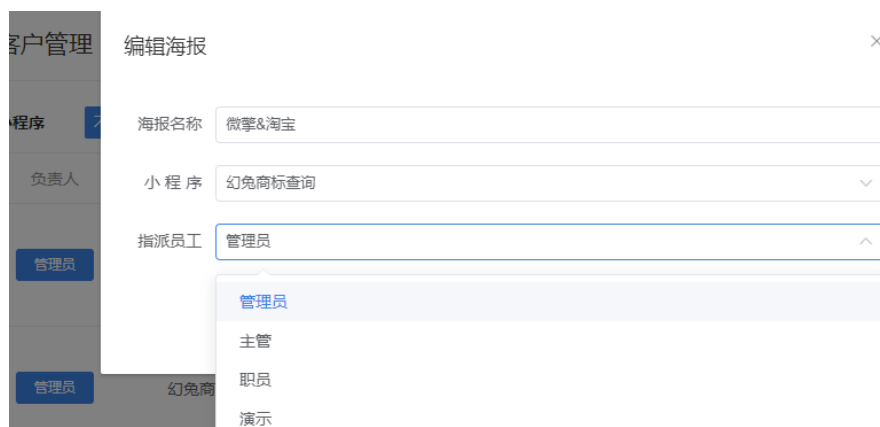 客户管理
编辑海报
小程序
海报名称 微擎&淘宝
负责人
小 程 序 幻兔商标查询
指派员工 管理员
管理员
管理员
主管
管理员
幻兔商
职员
演示